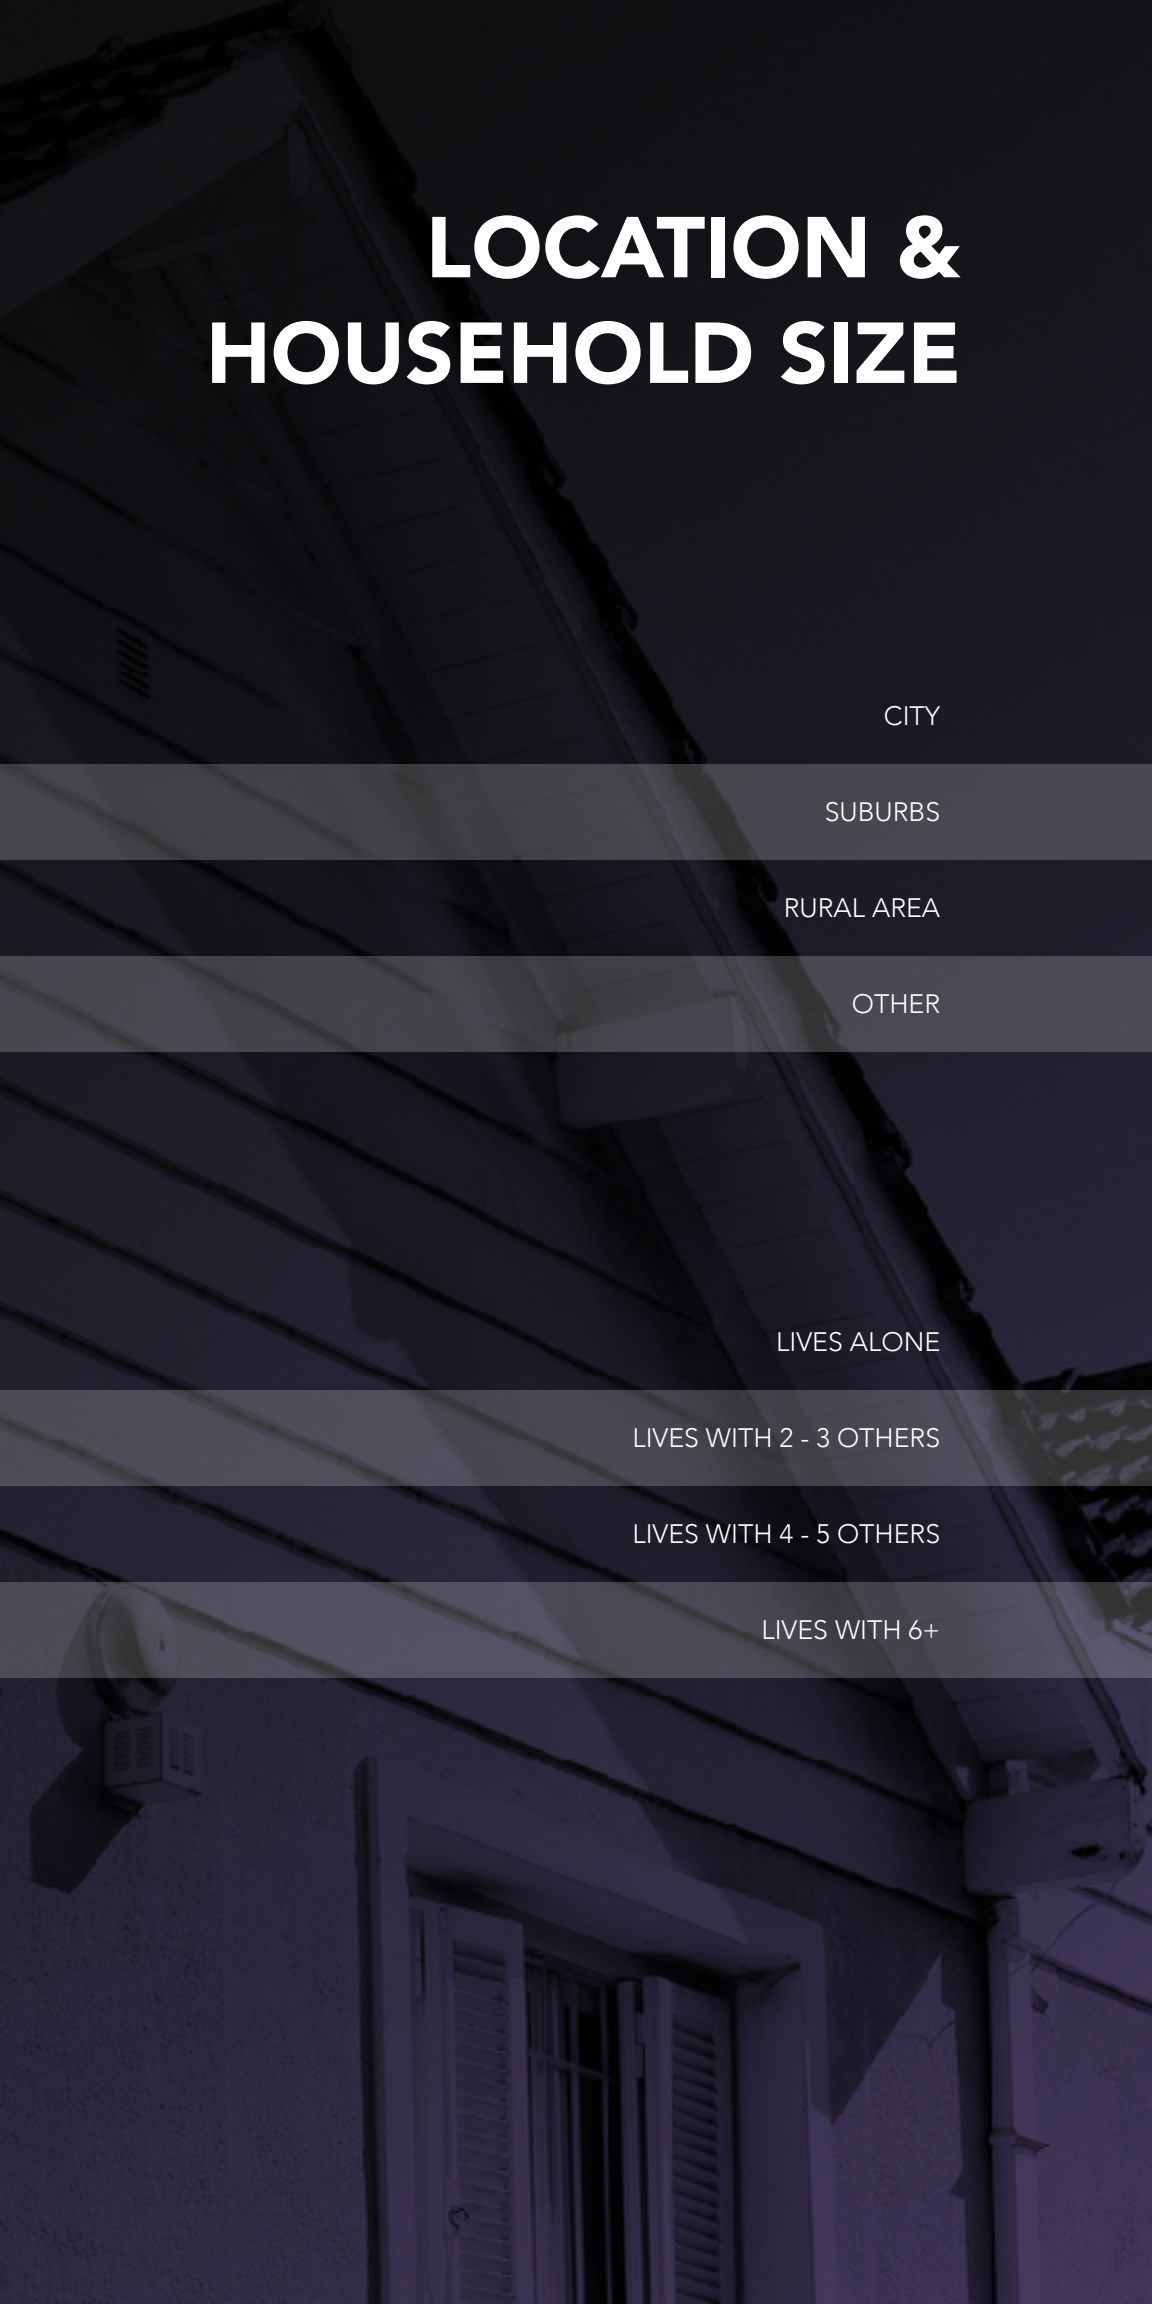 LOCATION &
HOUSEHOLD SIZE
CITY
SUBURBS
RURAL AREA
OTHER
LIVES ALONE
LIVES WITH 2 - 3 OTHERS
LIVES WITH 4 - 5 OTHERS
LIVES WITH 6+